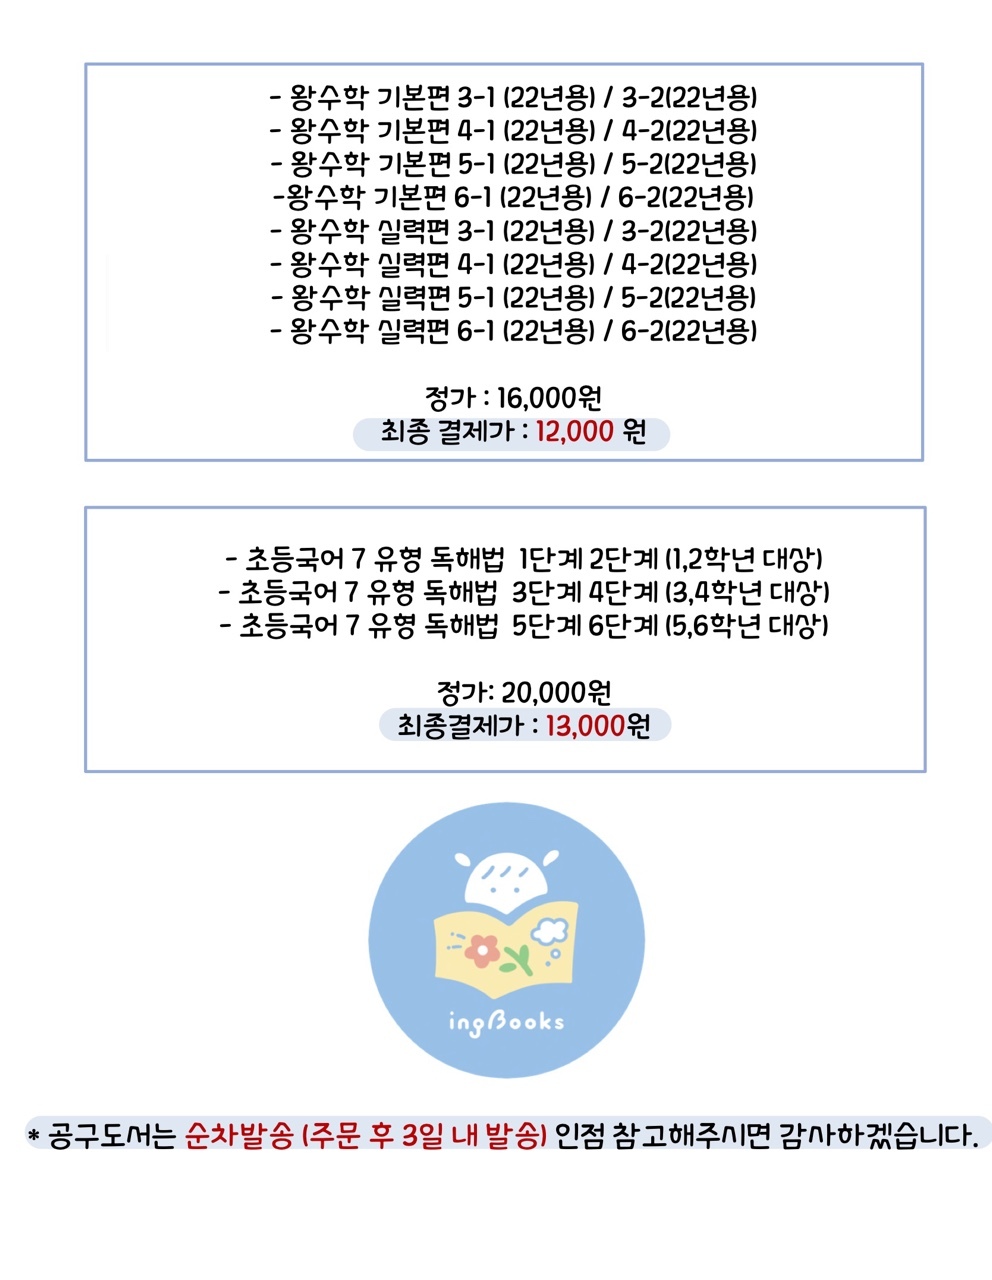 - 왕수학 기본편 3-1 (22년용) / 3-2(22년용)
- 왕수학 기본편 4-1 (22년용) / 4-2(22년용)
- 왕수학 기본편 5-1 (22년용) / 5-2(22년용)
-왕수학 기본편 6-1 (22년용) / 6-2(22년용)
- 왕수학 실력편 3-1 (22년용) / 3-2(22년용)
- 왕수학 실력편 4-1 (22년용) / 4-2(22년용)
- 왕수학 실력편 5-1 (22년용) / 5-2(22년용)
- 왕수학 실력편 6-1 (22년용) / 6-2(22년용)
정가 : 16,000원
최종 결제가 : 12,000 원
- 초등국어 7 유형 독해법 1단계 2단계 (1,2학년 대상)
- 초등국어 7 유형 독해법 3단계 4단계 (3,4학년 대상)
- 초등국어 7 유형 독해법 5단계 6단계 (5,6학년 대상)
정가: 20,000원
최종결제가 : 13,000원
ingBooks
* 공구도서는 순차발송 (주문 후 3일 내 발송) 인점 참고해주시면 감사하겠습니다.